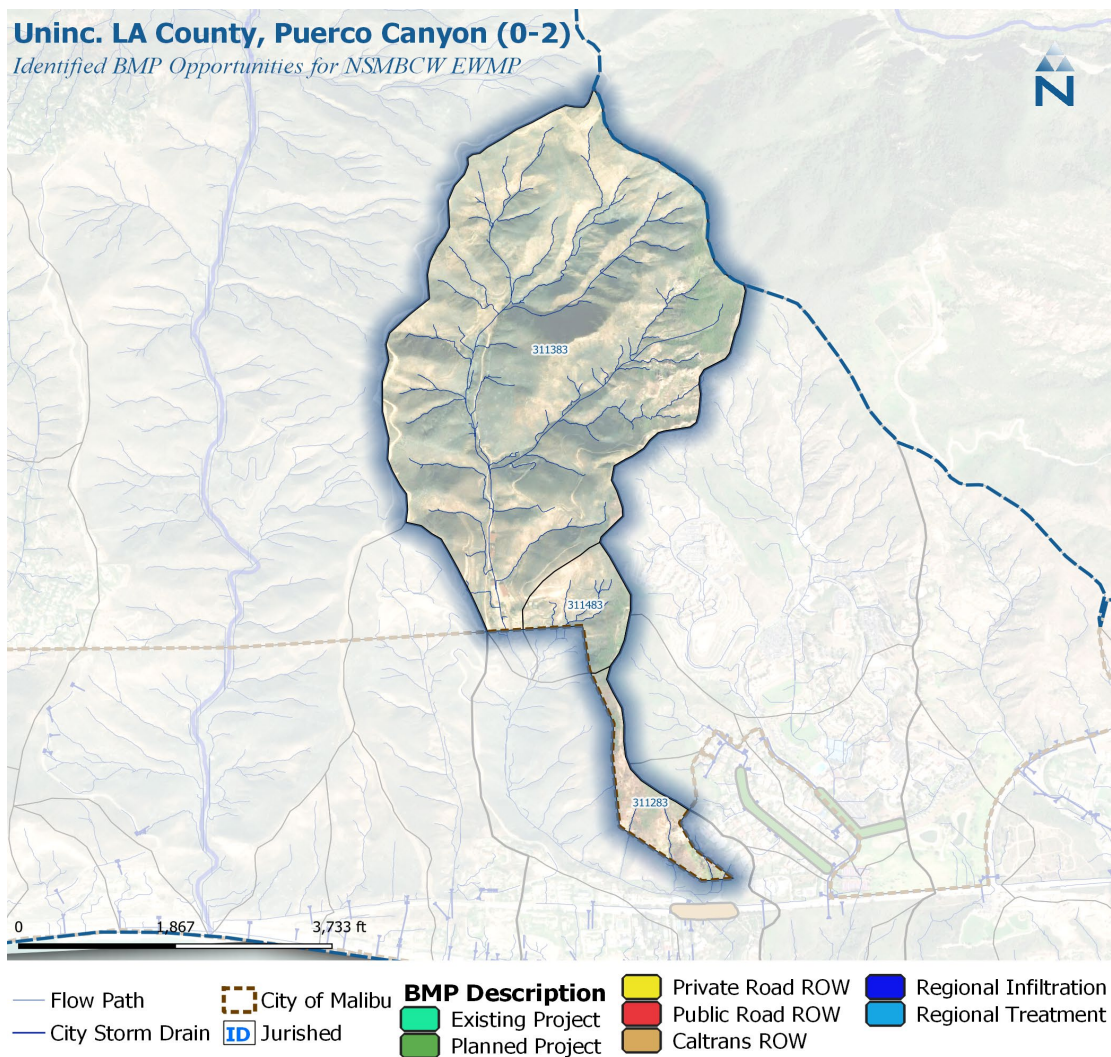 Uninc. LA County, Puerco Canyon (0-2)
Identified BMP Opportunities for NSMBCW EWMP
N
311383
311483
311283
0 1,867 3,733 ft
Flow Path
City Storm Drain
City of Malibu
ID Jurished
BMP Description
Existing Project
Planned Project
Private Road ROW
Public Road ROW
Caltrans ROW
Regional Infiltration
Regional Treatment